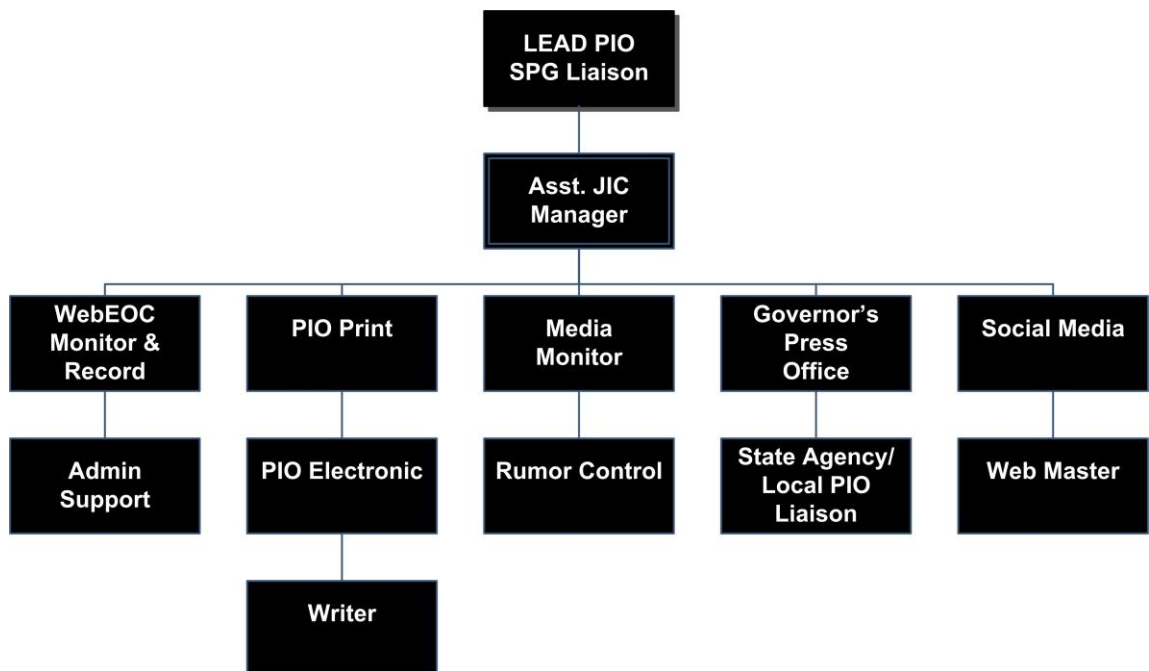 LEAD PIO
SPG Liaison
Asst. JIC
Manager
WebEOC
Monitor &
Record
PIO Print
Media
Monitor
Governor’s
Press
Office
Social Media
Admin
Support
PIO Electronic
Rumor Control
State Agency/
Local PIO
Liaison
Web Master
Writer